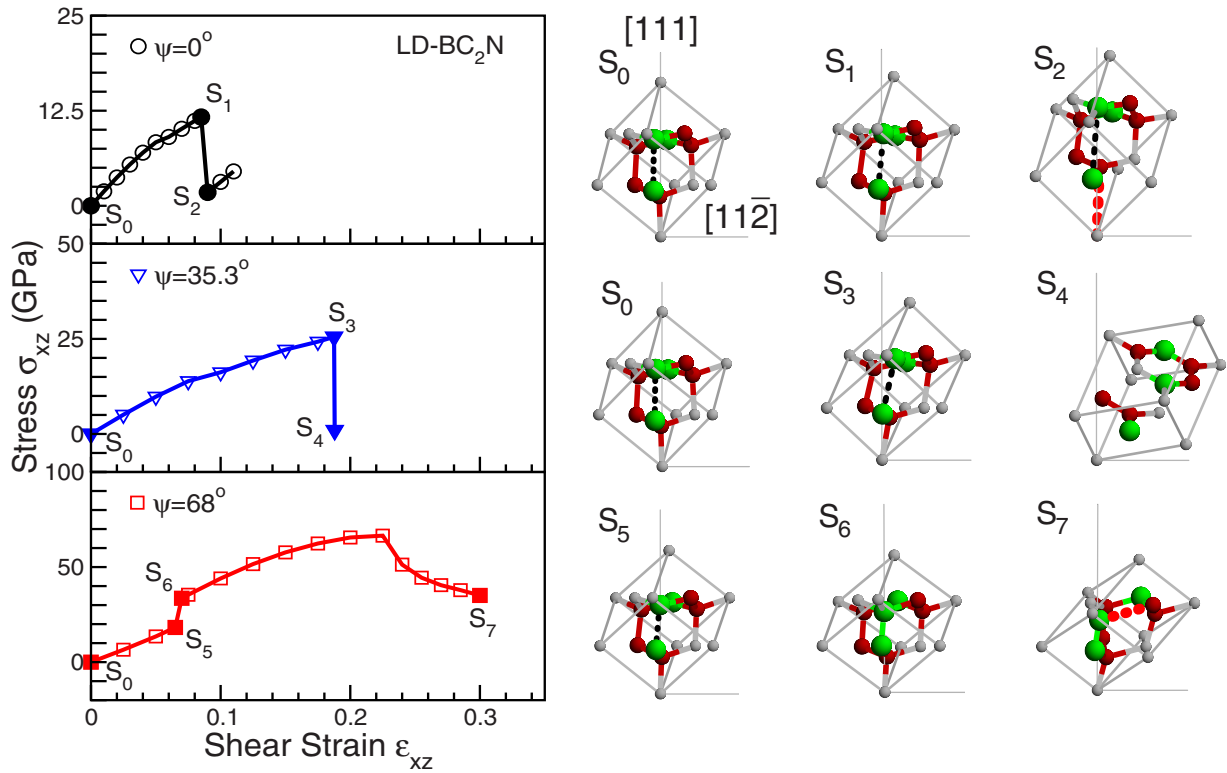 25
ψ=0°
LD-BC₂N
12.5
S₁
S₂
0
S₀
50
ψ=35.3°
S₃
25
0
S₀
S₄
100
ψ=68°
50
S₆
S₅
S₇
0
S₀
0
0.1
0.2
0.3
Stress σₓz (GPa)
Shear Strain εₓz
[111]
S₀
S₁
S₂
[112̅]
S₀
S₃
S₄
S₅
S₆
S₇